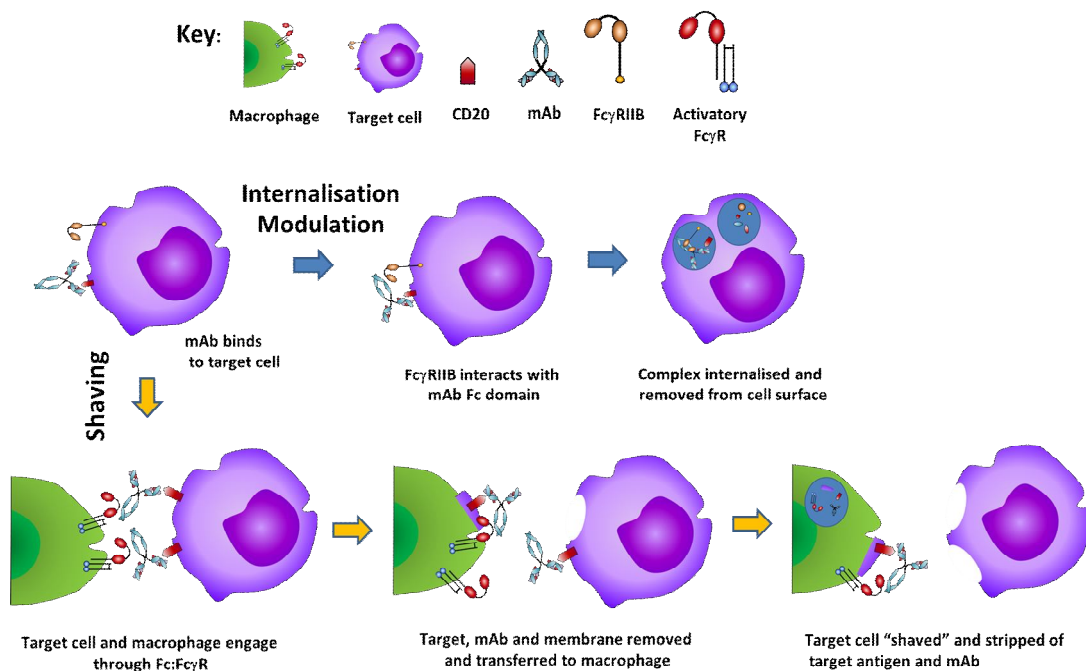 Key:
Macrophage
Target cell
CD20
mAb
FcγRIIB
Activatory
FcγR
Internalisation
Modulation
mAb binds
to target cell
FcγRIIB interacts with
mAb Fc domain
Complex internalised and
removed from cell surface
Shaving
Target cell and macrophage engage
through Fc:FcγR
Target, mAb and membrane removed
and transferred to macrophage
Target cell “shaved” and stripped of
target antigen and mAb